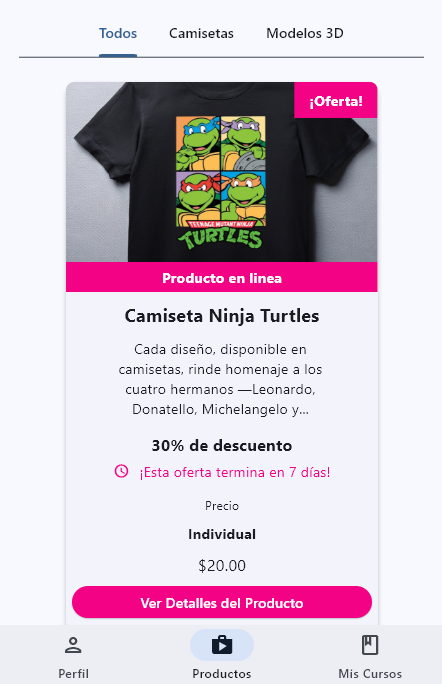 Todos Camisetas Modelos 3D
¡Oferta!
TEENAGE MUTANT NINJA
TURTLES
Producto en linea
Camiseta Ninja Turtles
Cada diseño, disponible en
camisetas, rinde homenaje a los
cuatro hermanos —Leonardo,
Donatello, Michelangelo y...
30% de descuento
¡Esta oferta termina en 7 días!
Precio
Individual
$20.00
Ver Detalles del Producto
Perfil Productos Mis Cursos